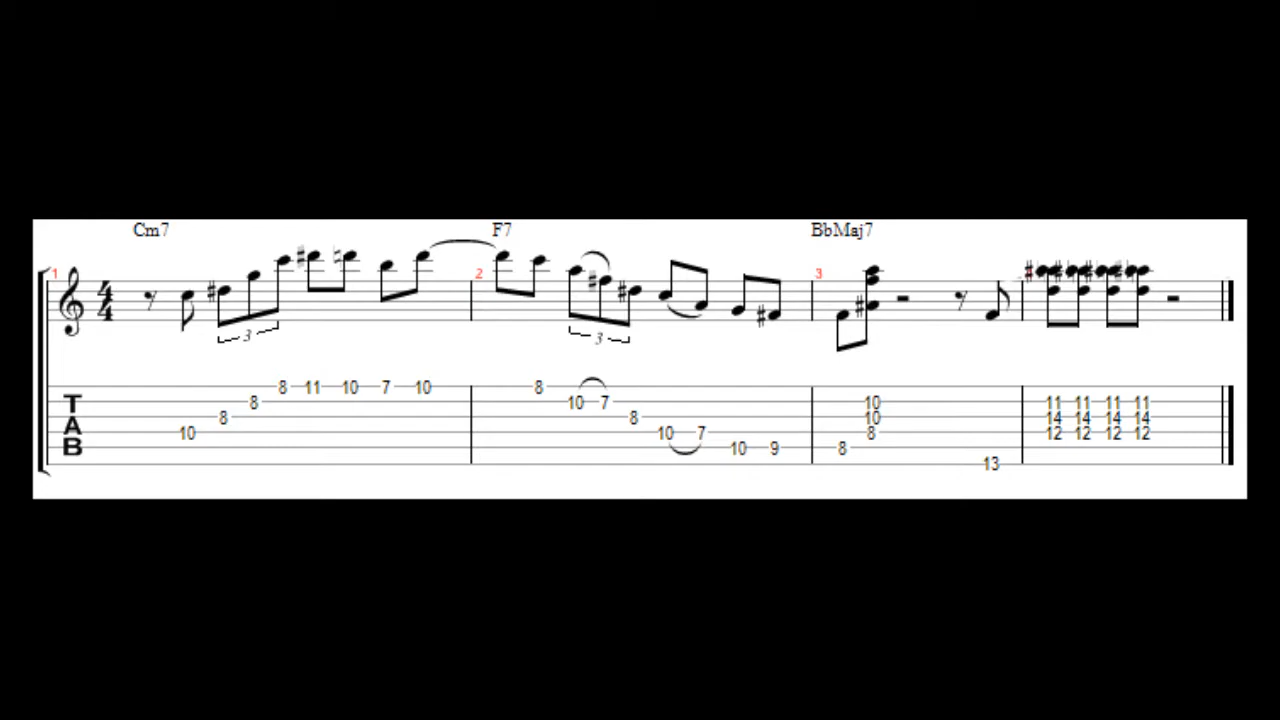 Cm7 F7 BbMaj7
1 2 3
4
4
3 3
T
A
B
8 11 10 7 10 8
8 10 7 10 11 11 11 11
8 8 10 14 14 14 14
10 10 7 8 12 12 12 12
10 9 8
13